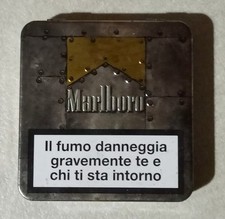 Marlboro
Il fumo danneggia
gravemente te e
chi ti sta intorno